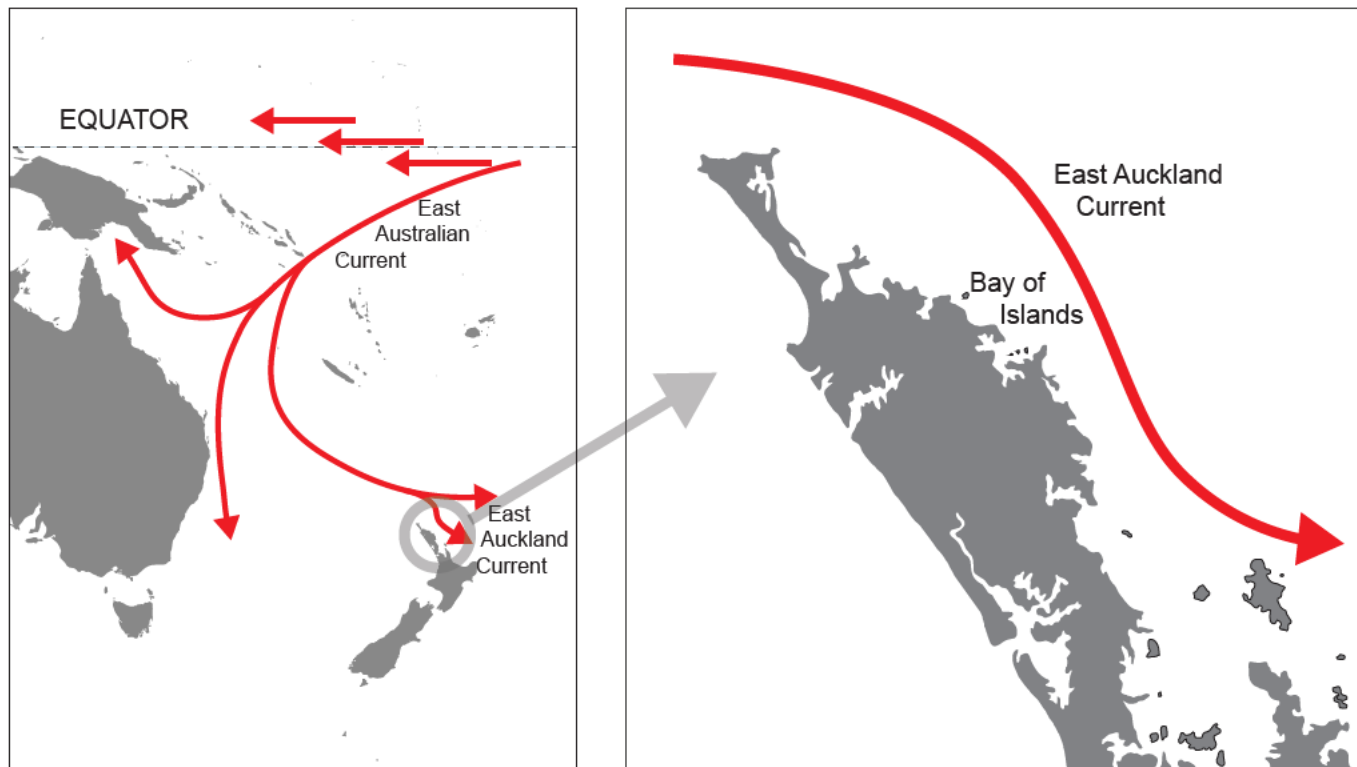 EQUATOR
East
Australian
Current
East
Auckland
Current
East Auckland
Current
Bay of
Islands